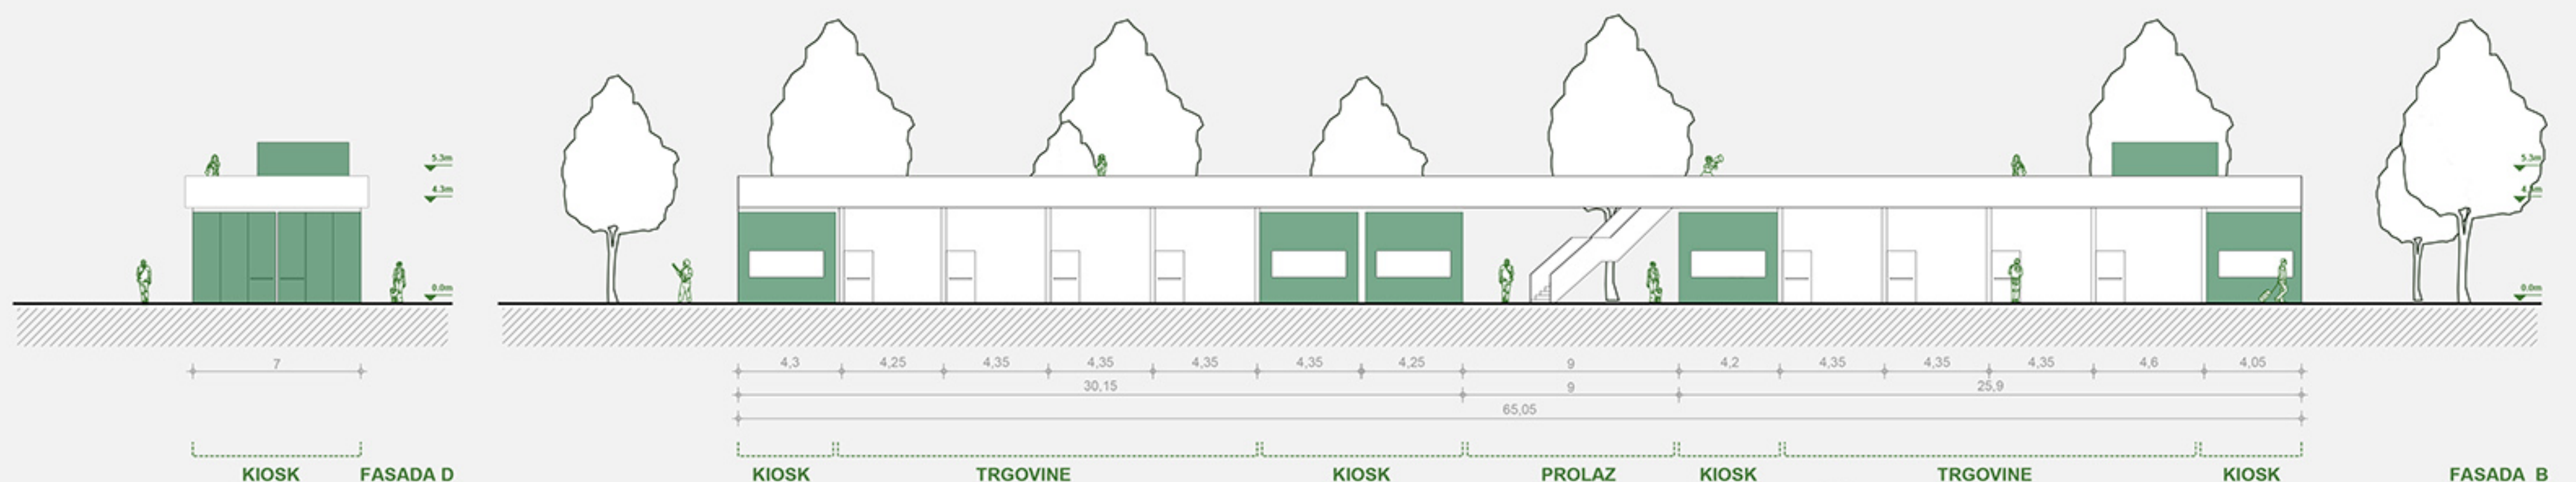 5.3m
4.3m
0.0m
5.3m
4.3m
0.0m
7
4,3 4,25 4,35 4,35 4,35 4,35 4,25 9 4,2 4,35 4,35 4,35 4,6 4,05
30,15 9 25,9
65,05
KIOSK FASADA D
KIOSK TRGOVINE KIOSK PROLAZ KIOSK TRGOVINE KIOSK FASADA B